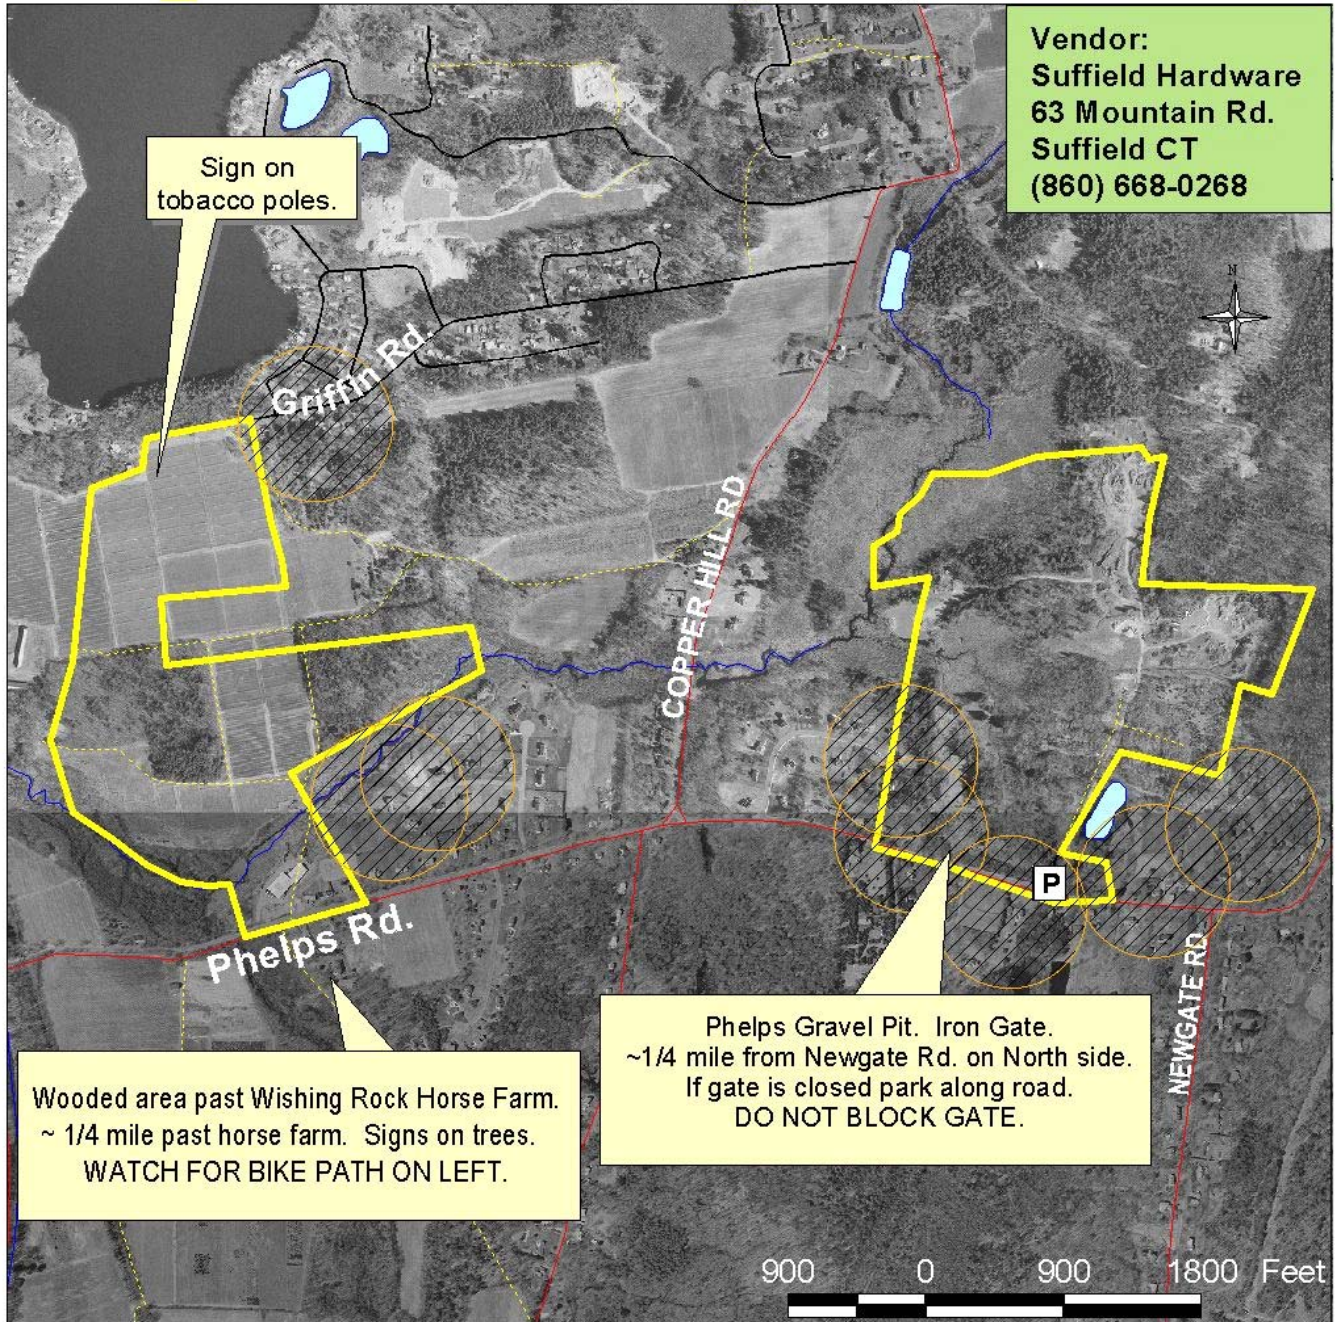 Vendor:
Suffield Hardware
63 Mountain Rd.
Suffield CT
(860) 668-0268
Sign on
tobacco poles.
N
Griffin Rd.
COPPER HILL RD
P
Phelps Rd.
NEWGATE RD
Phelps Gravel Pit. Iron Gate.
~1/4 mile from Newgate Rd. on North side.
If gate is closed park along road.
DO NOT BLOCK GATE.
Wooded area past Wishing Rock Horse Farm.
~ 1/4 mile past horse farm. Signs on trees.
WATCH FOR BIKE PATH ON LEFT.
900 0 900 1800 Feet